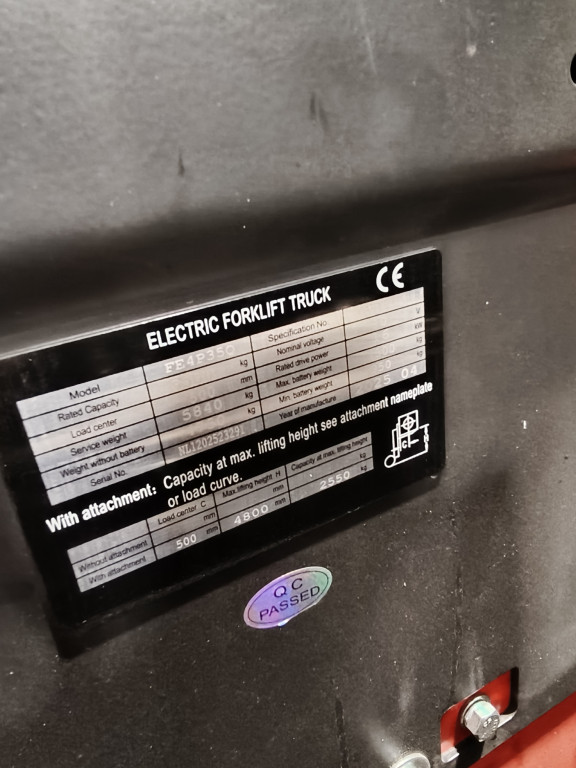 ELECTRIC FORKLIFT TRUCK CE
Model Specification No.
Rated Capacity kg Nominal voltage V
Load center mm Rated drive power kW
Service weight 5840 kg Max. battery weight kg
Weight without battery kg Min. battery weight kg
Serial No. Year of manufacture
With attachment: Capacity at max. lifting height see attachment nameplate
or load curve.
Load center. C Max.lifting height. H Capacity at max. lifting height
mm mm kg
Without attachment 500 4800 2550
With attachment
QC
PASSED